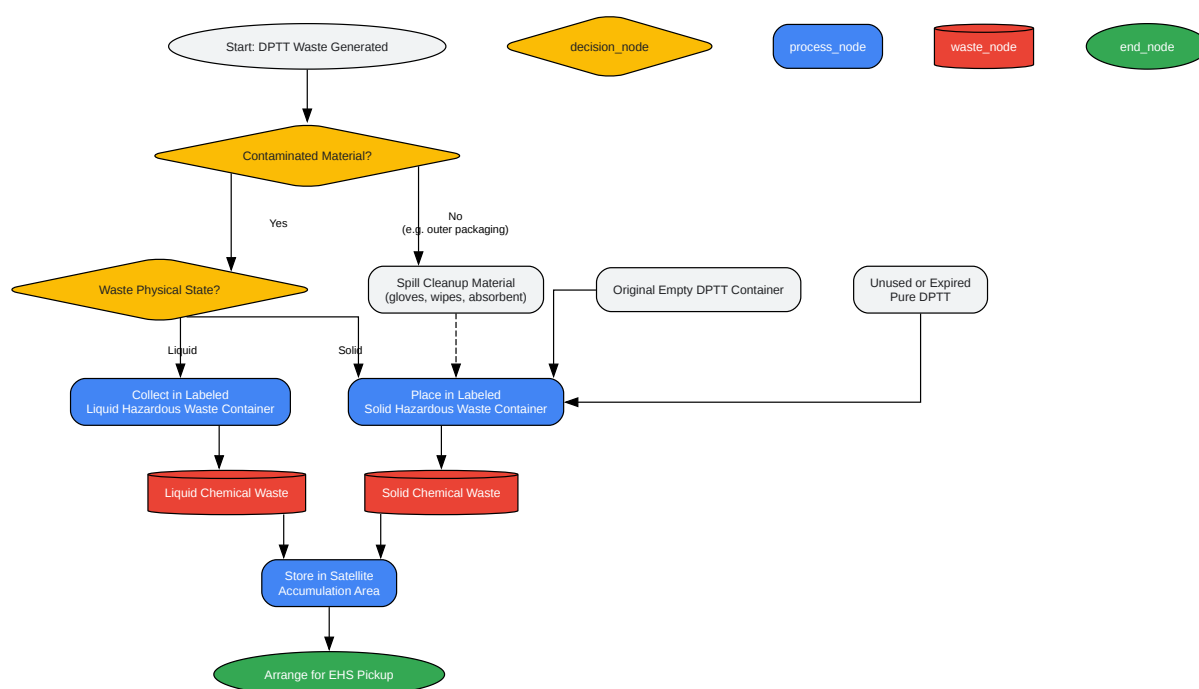 Start: DPTT Waste Generated
decision_node
process_node
waste_node
end_node
Contaminated Material?
Yes
No
(e.g. outer packaging)
Waste Physical State?
Spill Cleanup Material
(gloves, wipes, absorbent)
Original Empty DPTT Container
Unused or Expired
Pure DPTT
Liquid
Solid
Collect in Labeled
Liquid Hazardous Waste Container
Place in Labeled
Solid Hazardous Waste Container
Liquid Chemical Waste
Solid Chemical Waste
Store in Satellite
Accumulation Area
Arrange for EHS Pickup